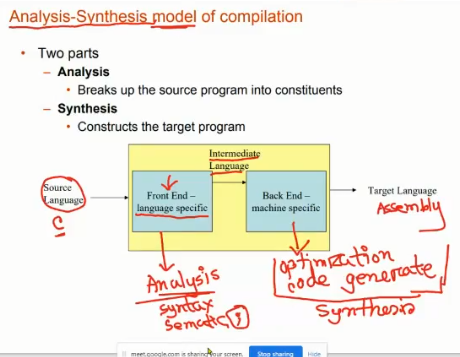 Analysis-Synthesis model of compilation
• Two parts
– Analysis
• Breaks up the source program into constituents
– Synthesis
• Constructs the target program
Intermediate
Language
Source
Language
Front End –
language specific
Back End –
machine specific
Target Language
Assembly
C
Analysis
syntax
sematic
optimization
code generate
Synthesis
meet.google.com is sharing your screen.
Stop sharing
Hide